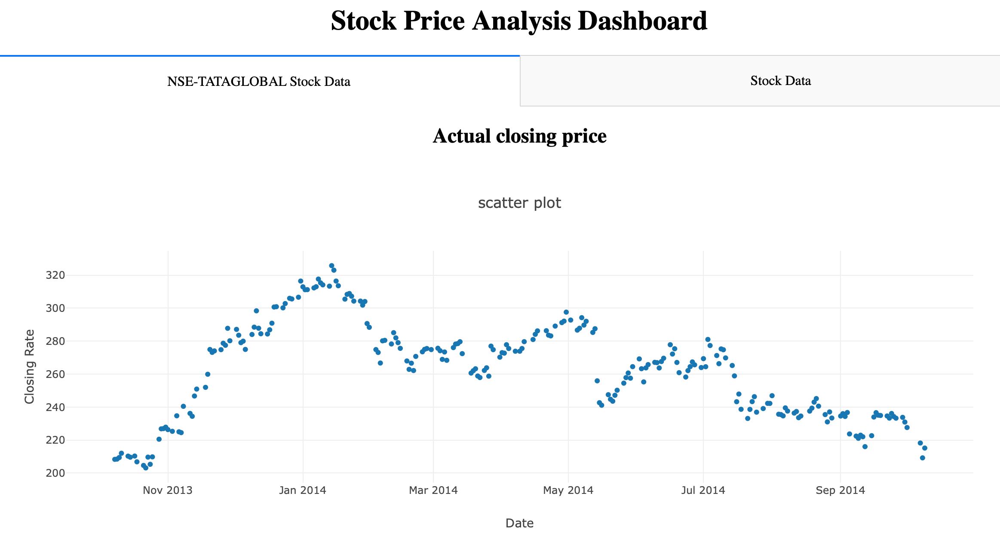 Stock Price Analysis Dashboard
NSE-TATAGLOBAL Stock Data
Stock Data
Actual closing price
scatter plot
320
300
280
260
240
220
200
Closing Rate
Nov 2013
Jan 2014
Mar 2014
May 2014
Jul 2014
Sep 2014
Date